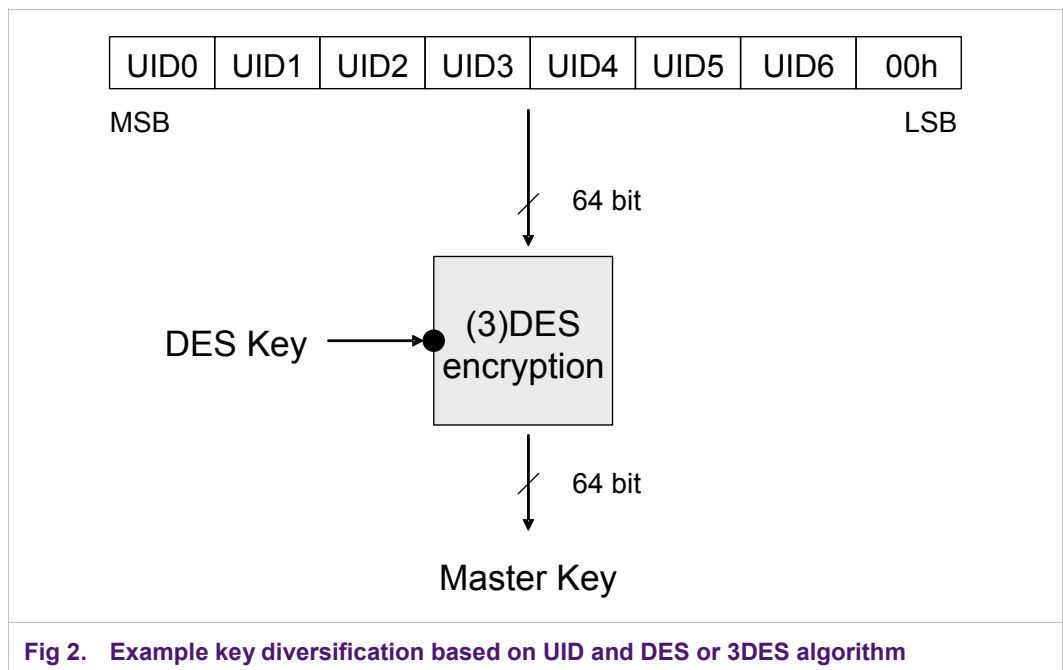 UID0 UID1 UID2 UID3 UID4 UID5 UID6 00h
MSB LSB
64 bit
DES Key
(3)DES
encryption
64 bit
Master Key
Fig 2. Example key diversification based on UID and DES or 3DES algorithm